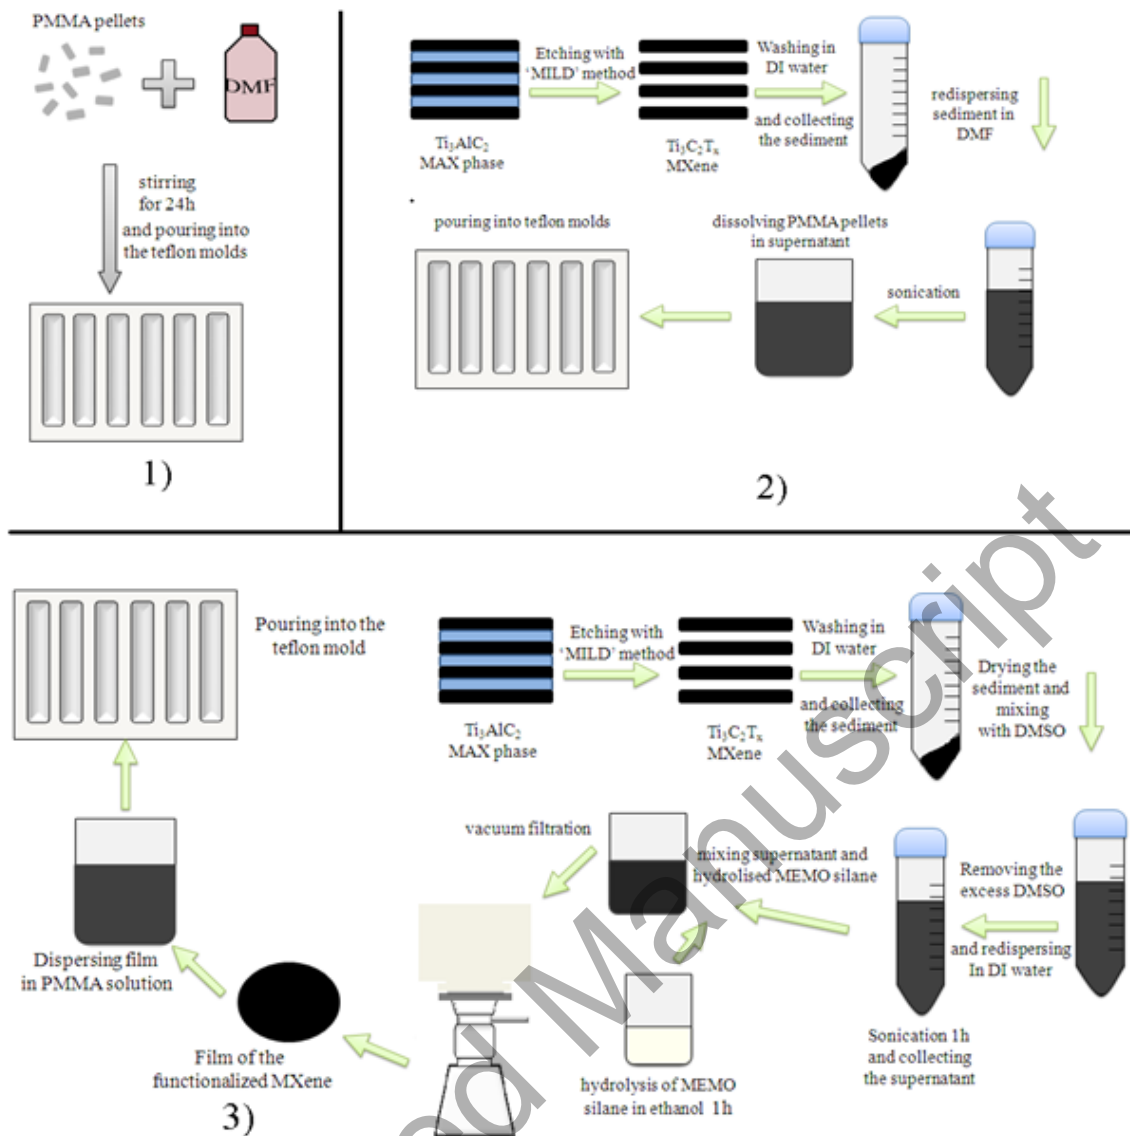 PMMA pellets
DMF
stirring
for 24h
and pouring into
the teflon molds
1)
Ti₃AlC₂
MAX phase
Etching with
'MILD' method
Ti₃C₂Tₓ
MXene
Washing in
DI water
and collecting
the sediment
redispersing
sediment in
DMF
pouring into teflon molds
dissolving PMMA pellets
in supernatant
sonication
2)
Pouring into the
teflon mold
Ti₃AlC₂
MAX phase
Etching with
'MILD' method
Ti₃C₂Tₓ
MXene
Washing in
DI water
and collecting
the sediment
Drying the
sediment and
mixing
with DMSO
vacuum filtration
mixing supernatant and
hydrolised MEMO silane
Removing the
excess DMSO
and redispersing
In DI water
Dispersing film
in PMMA solution
Film of the
functionalized MXene
hydrolysis of MEMO
silane in ethanol 1h
Sonication 1h
and collecting
the supernatant
3)
ed Manuscript